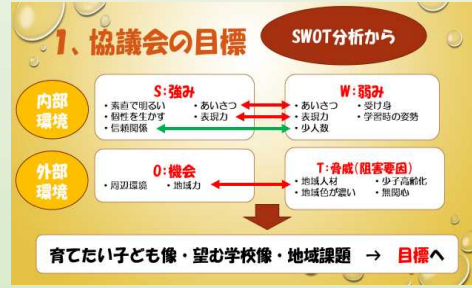 1、協議会の目標
SWOT分析から
内部
環境
S:強み
・素直で明るい ・あいさつ
・個性を生かす ・表現力
・信頼関係
W:弱み
・あいさつ ・受け身
・表現力 ・学習時の姿勢
・少人数
外部
環境
O:機会
・周辺環境 ・地域力
T:脅威(阻害要因)
・地域人材 ・少子高齢化
・地域色が濃い ・無関心
育てたい子ども像・望む学校像・地域課題 → 目標へ